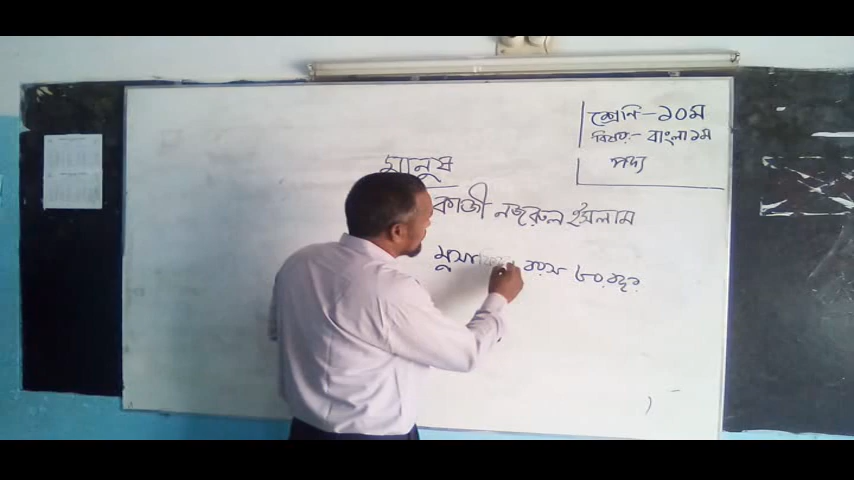 শ্রেণি-১০ম
বিষয়:- বাংলা ১ম
পদ্য
মানুষ
কাজী নজরুল ইসলাম
মুসাফির বয়স ৮০ বছর